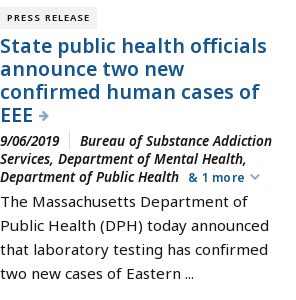 PRESS RELEASE
State public health officials
announce two new
confirmed human cases of
EEE
9/06/2019 Bureau of Substance Addiction
Services, Department of Mental Health,
Department of Public Health & 1 more
The Massachusetts Department of
Public Health (DPH) today announced
that laboratory testing has confirmed
two new cases of Eastern ...